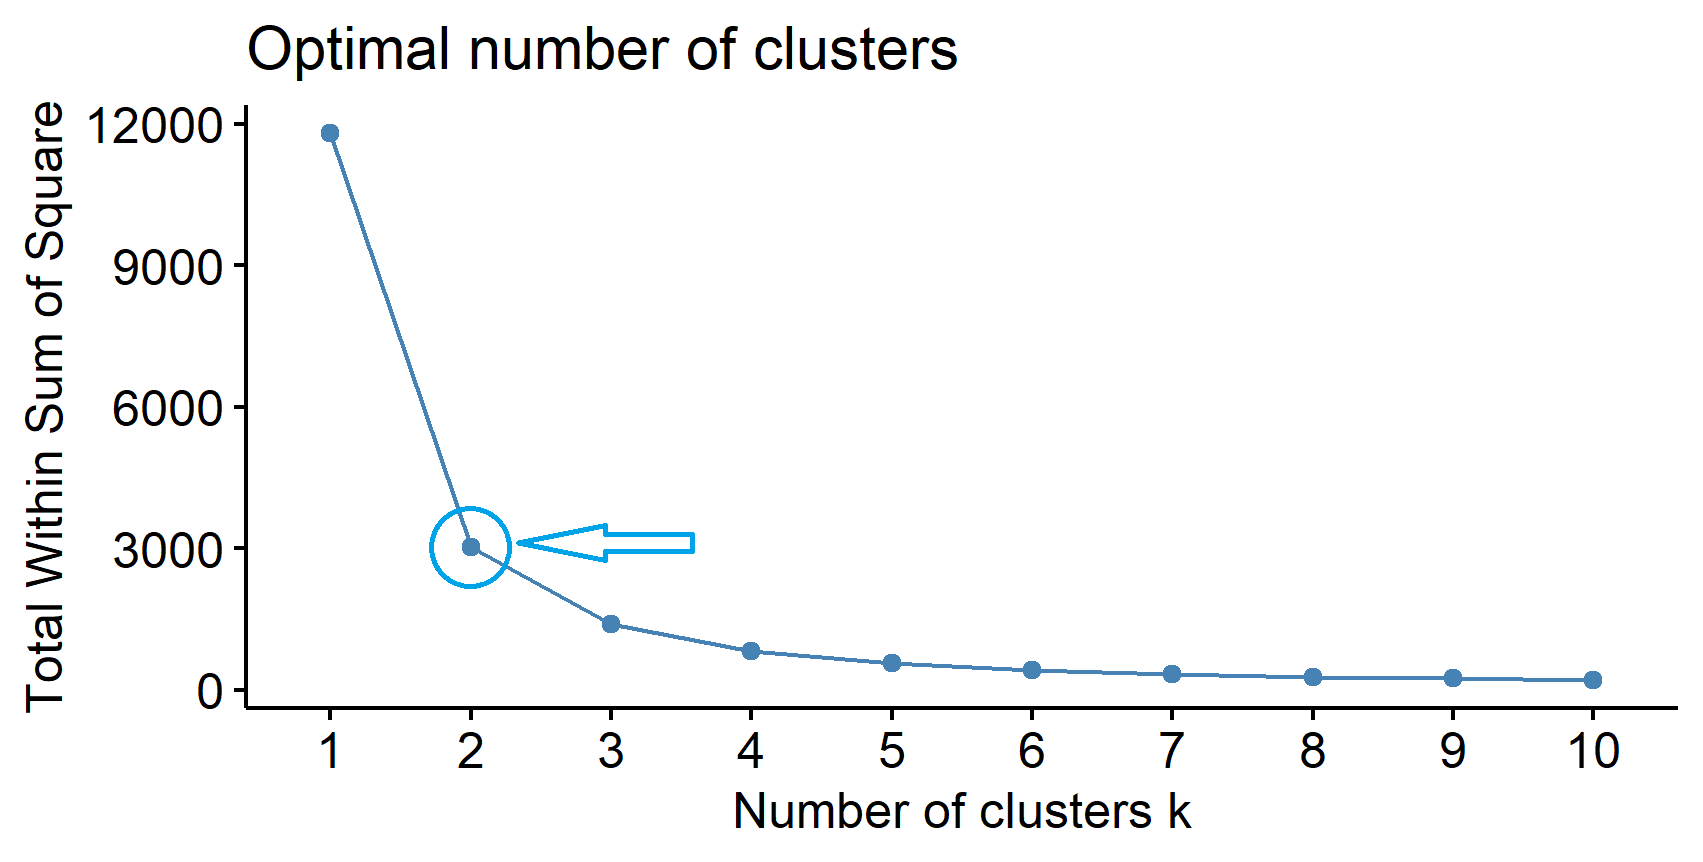 Optimal number of clusters
Total Within Sum of Square
12000
9000
6000
3000
0
1 2 3 4 5 6 7 8 9 10
Number of clusters k